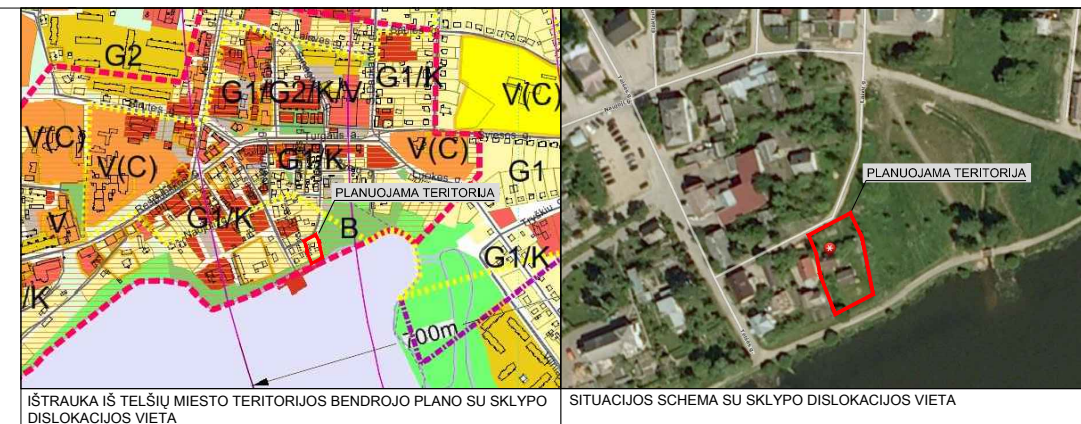 G2
G1/K
G1/G2/K/V
V(C)
V(C)
V(C)
V(C)
G1/K
G1
PLANUOJAMA TERITORIJA
V
G1/K
B
G1/K
/K
700m
IŠTRAUKA IŠ TELŠIŲ MIESTO TERITORIJOS BENDROJO PLANO SU SKLYPO
DISLOKACIJOS VIETA
PLANUOJAMA TERITORIJA
SITUACIJOS SCHEMA SU SKLYPO DISLOKACIJOS VIETA